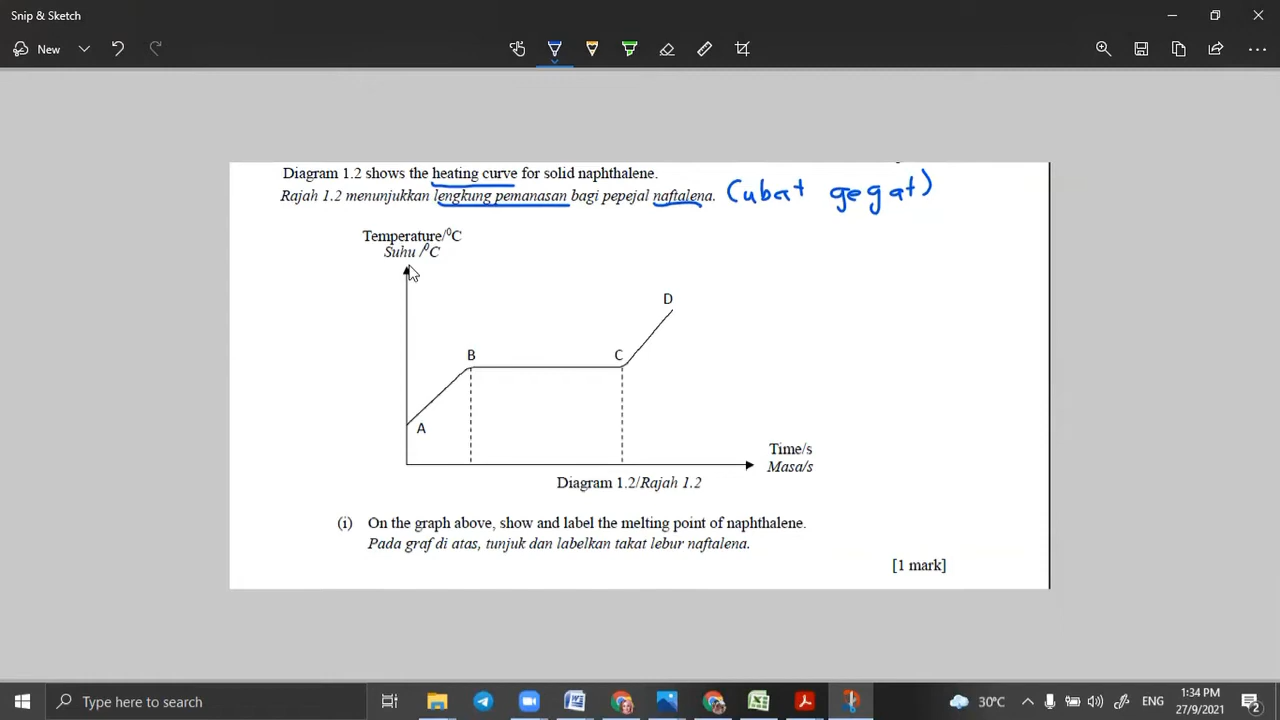 Snip & Sketch
New
Diagram 1.2 shows the heating curve for solid naphthalene.
Rajah 1.2 menunjukkan lengkung pemanasan bagi pepejal naftalena. (ubat gegat)
Temperature/⁰C
Suhu /⁰C
D
B
C
A
Time/s
Masa/s
Diagram 1.2/Rajah 1.2
(i) On the graph above, show and label the melting point of naphthalene.
Pada graf di atas, tunjuk dan labelkan takat lebur naftalena.
[1 mark]
Type here to search
30°C
ENG
1:34 PM
27/9/2021
2